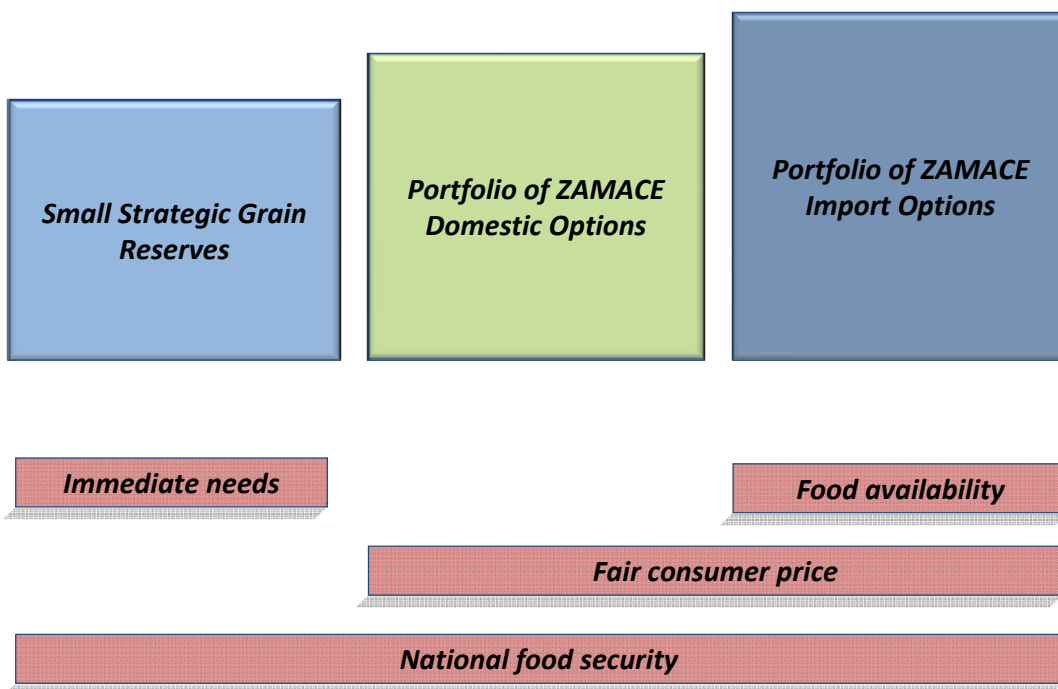 Small Strategic Grain
Reserves
Portfolio of ZAMACE
Domestic Options
Portfolio of ZAMACE
Import Options
Immediate needs
Food availability
Fair consumer price
National food security